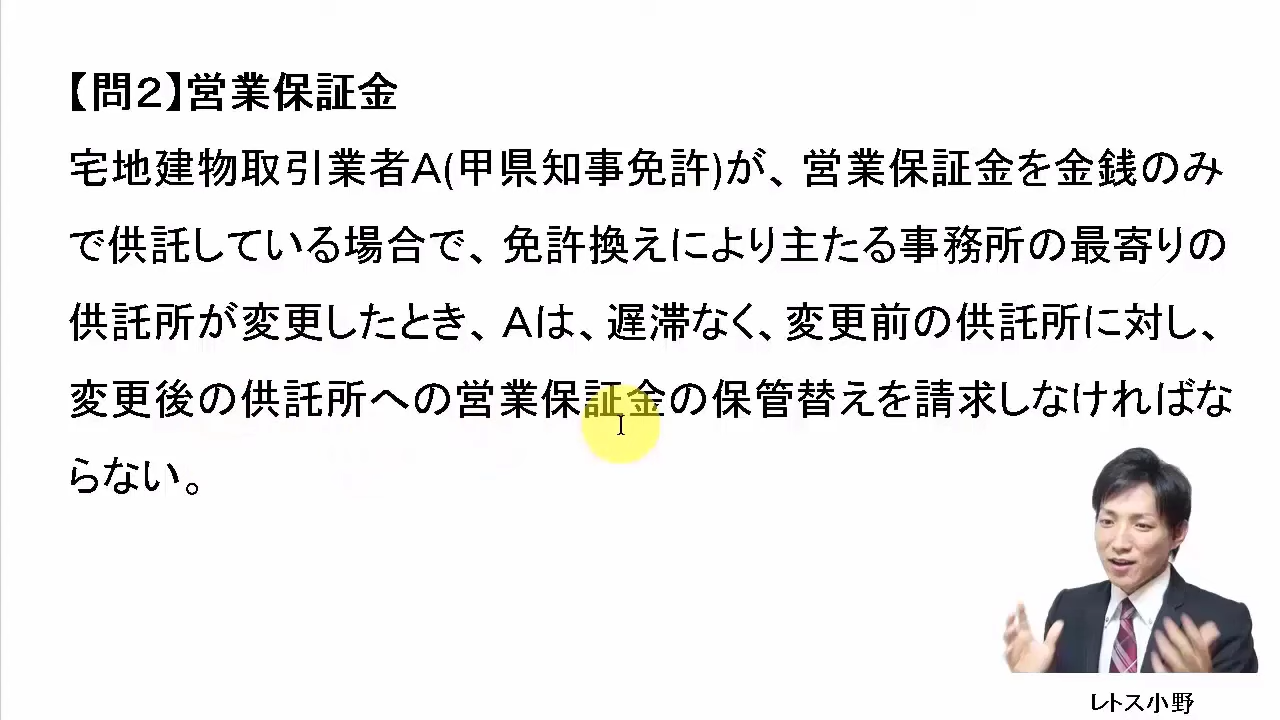 【問２】営業保証金
宅地建物取引業者Ａ(甲県知事免許)が、営業保証金を金銭のみ
で供託している場合で、免許換えにより主たる事務所の最寄りの
供託所が変更したとき、Ａは、遅滞なく、変更前の供託所に対し、
変更後の供託所への営業保証金の保管替えを請求しなければな
らない。
レトス小野